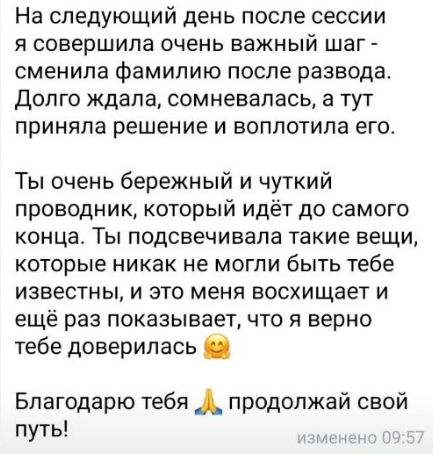 На следующий день после сессии
я совершила очень важный шаг -
сменила фамилию после развода.
Долго ждала, сомневалась, а тут
приняла решение и воплотила его.
Ты очень бережный и чуткий
проводник, который идёт до самого
конца. Ты подсвечивала такие вещи,
которые никак не могли быть тебе
известны, и это меня восхищает и
ещё раз показывает, что я верно
тебе доверилась 🤗
Благодарю тебя 🙏 продолжай свой
путь!
изменено 09:57